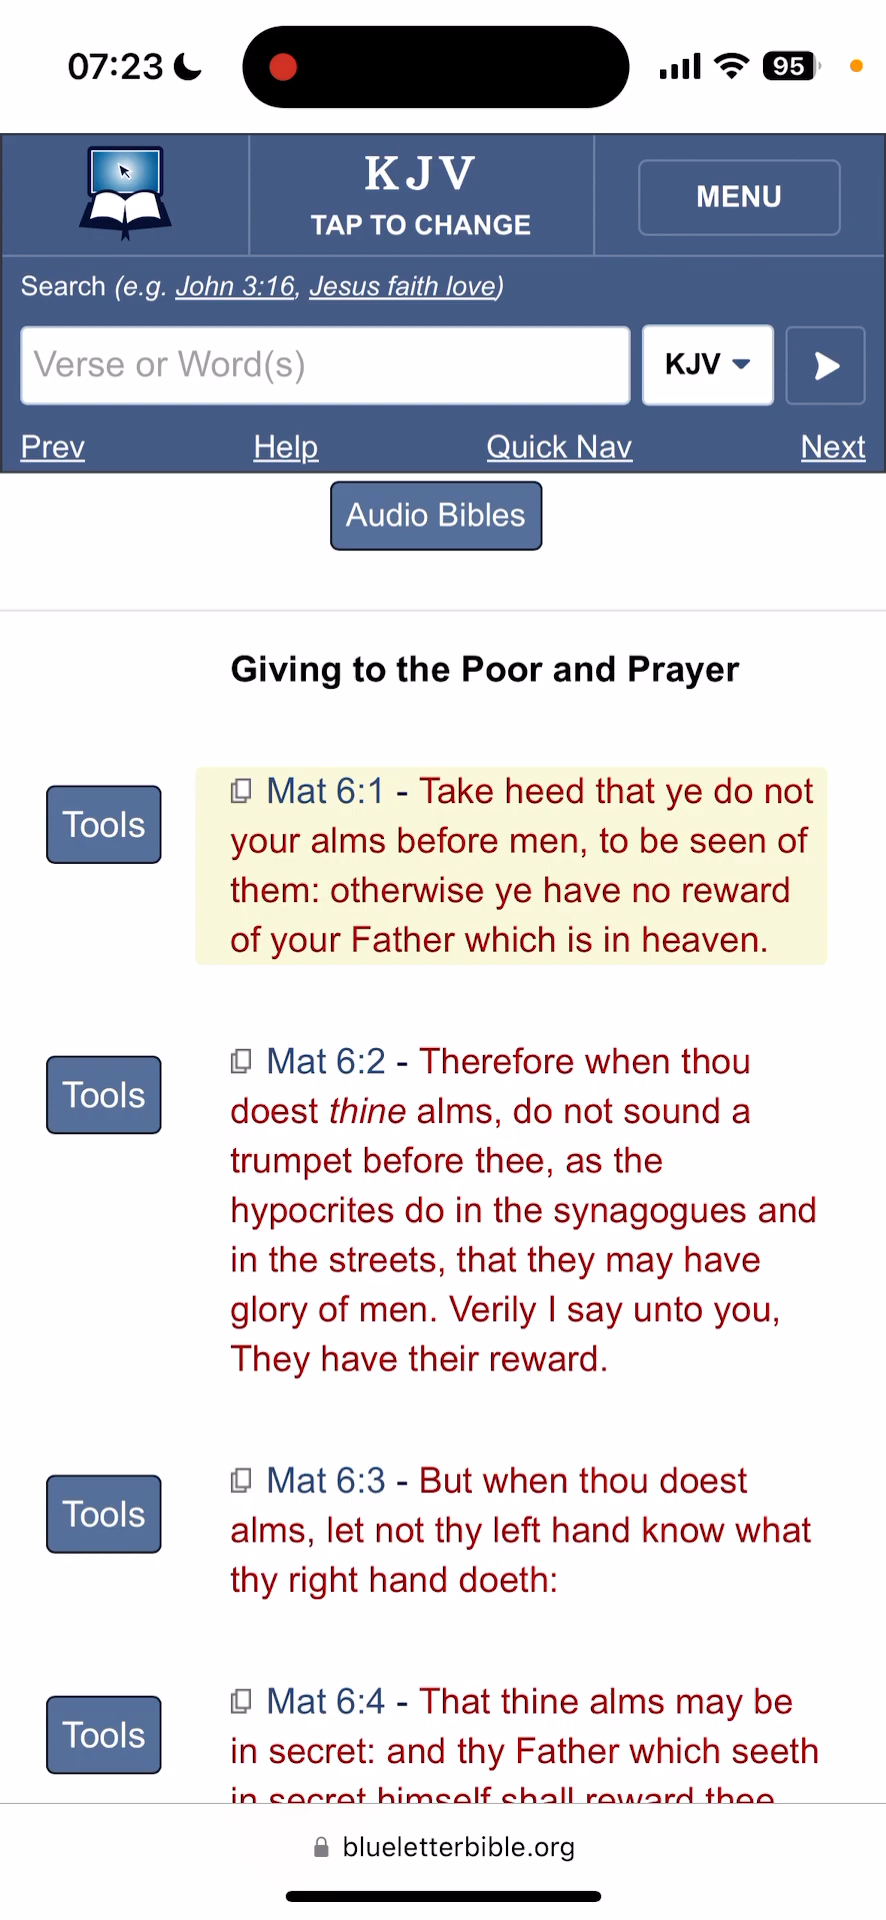 07:23
95
KJV
TAP TO CHANGE
MENU
Search (e.g. John 3:16, Jesus faith love)
Verse or Word(s)
KJV
Prev
Help
Quick Nav
Next
Audio Bibles
Giving to the Poor and Prayer
Tools
Mat 6:1 - Take heed that ye do not
your alms before men, to be seen of
them: otherwise ye have no reward
of your Father which is in heaven.
Tools
Mat 6:2 - Therefore when thou
doest thine alms, do not sound a
trumpet before thee, as the
hypocrites do in the synagogues and
in the streets, that they may have
glory of men. Verily I say unto you,
They have their reward.
Tools
Mat 6:3 - But when thou doest
alms, let not thy left hand know what
thy right hand doeth:
Tools
Mat 6:4 - That thine alms may be
in secret: and thy Father which seeth
in secret himself shall reward thee
blueletterbible.org